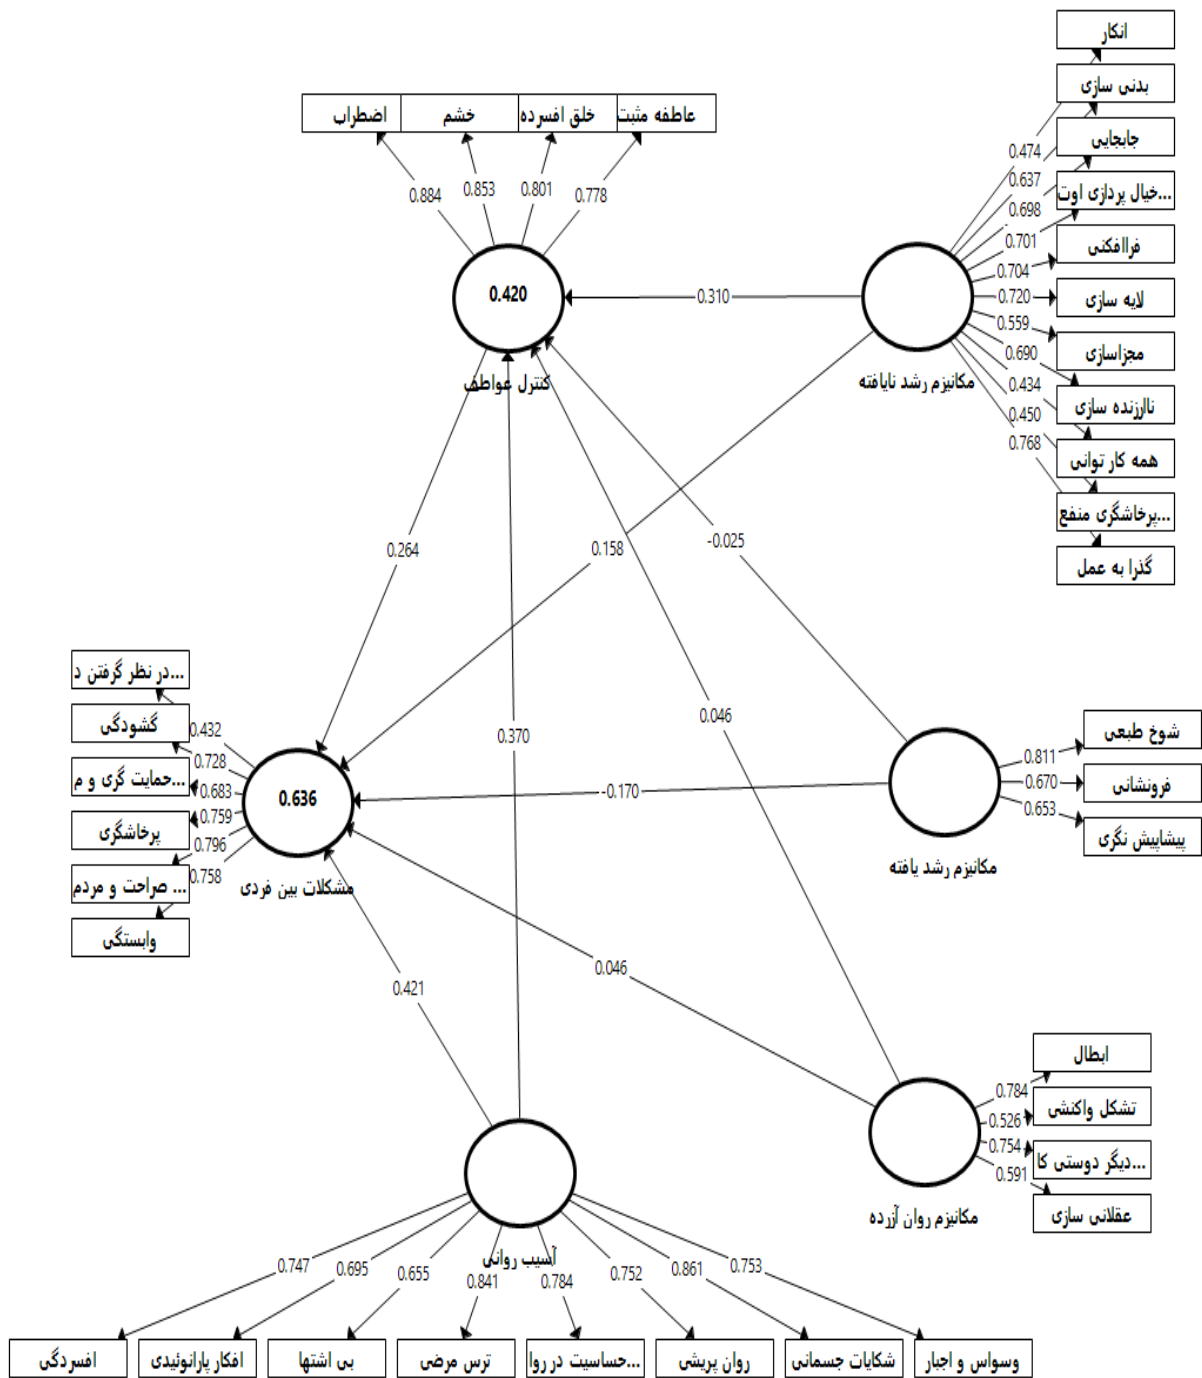 انکار
بدنی سازی
جابجایی
خیال پردازی اوت...
فراافکنی
لایه سازی
مجزاسازی
ناارزنده سازی
همه کار توانی
پرخاشگری منفع...
گذرا به عمل
0.474
0.637
0.698
0.701
0.704
0.720
0.559
0.690
0.434
0.450
0.768
مکانیزم رشد نایافته
عاطفه مثبت
خلق افسرده
خشم
اضطراب
0.778
0.801
0.853
0.884
0.420
کنترل عواطف
0.310
0.158
-0.025
0.264
0.370
0.046
شوخ طبعی
فرونشانی
پیشاپیش نگری
0.811
0.670
0.653
مکانیزم رشد یافته
-0.170
در نظر گرفتن د...
گشودگی
حمایت گری و م...
پرخاشگری
صراحت و مردم ...
وابستگی
0.432
0.728
0.683
0.759
0.796
0.758
0.636
مشکلات بین فردی
0.046
0.421
ابطال
تشکل واکنشی
دیگر دوستی کا...
عقلانی سازی
0.784
0.526
0.754
0.591
مکانیزم روان آزرده
آسیب روانی
0.753
0.861
0.752
0.784
0.841
0.655
0.695
0.747
وسواس و اجبار
شکایات جسمانی
روان پریشی
حساسیت در روا...
ترس مرضی
بی اشتها
افکار پارانوئیدی
افسردگی